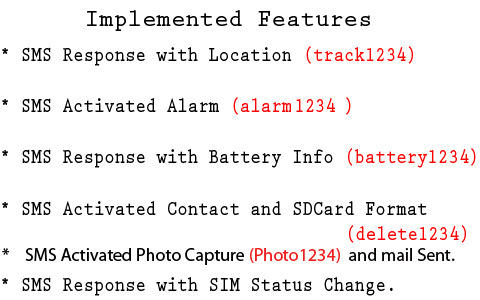 Implemented Features
* SMS Response with Location (track1234)
* SMS Activated Alarm (alarm1234 )
* SMS Response with Battery Info (battery1234)
* SMS Activated Contact and SDCard Format
(delete1234)
* SMS Activated Photo Capture (Photo1234) and mail Sent.
* SMS Response with SIM Status Change.